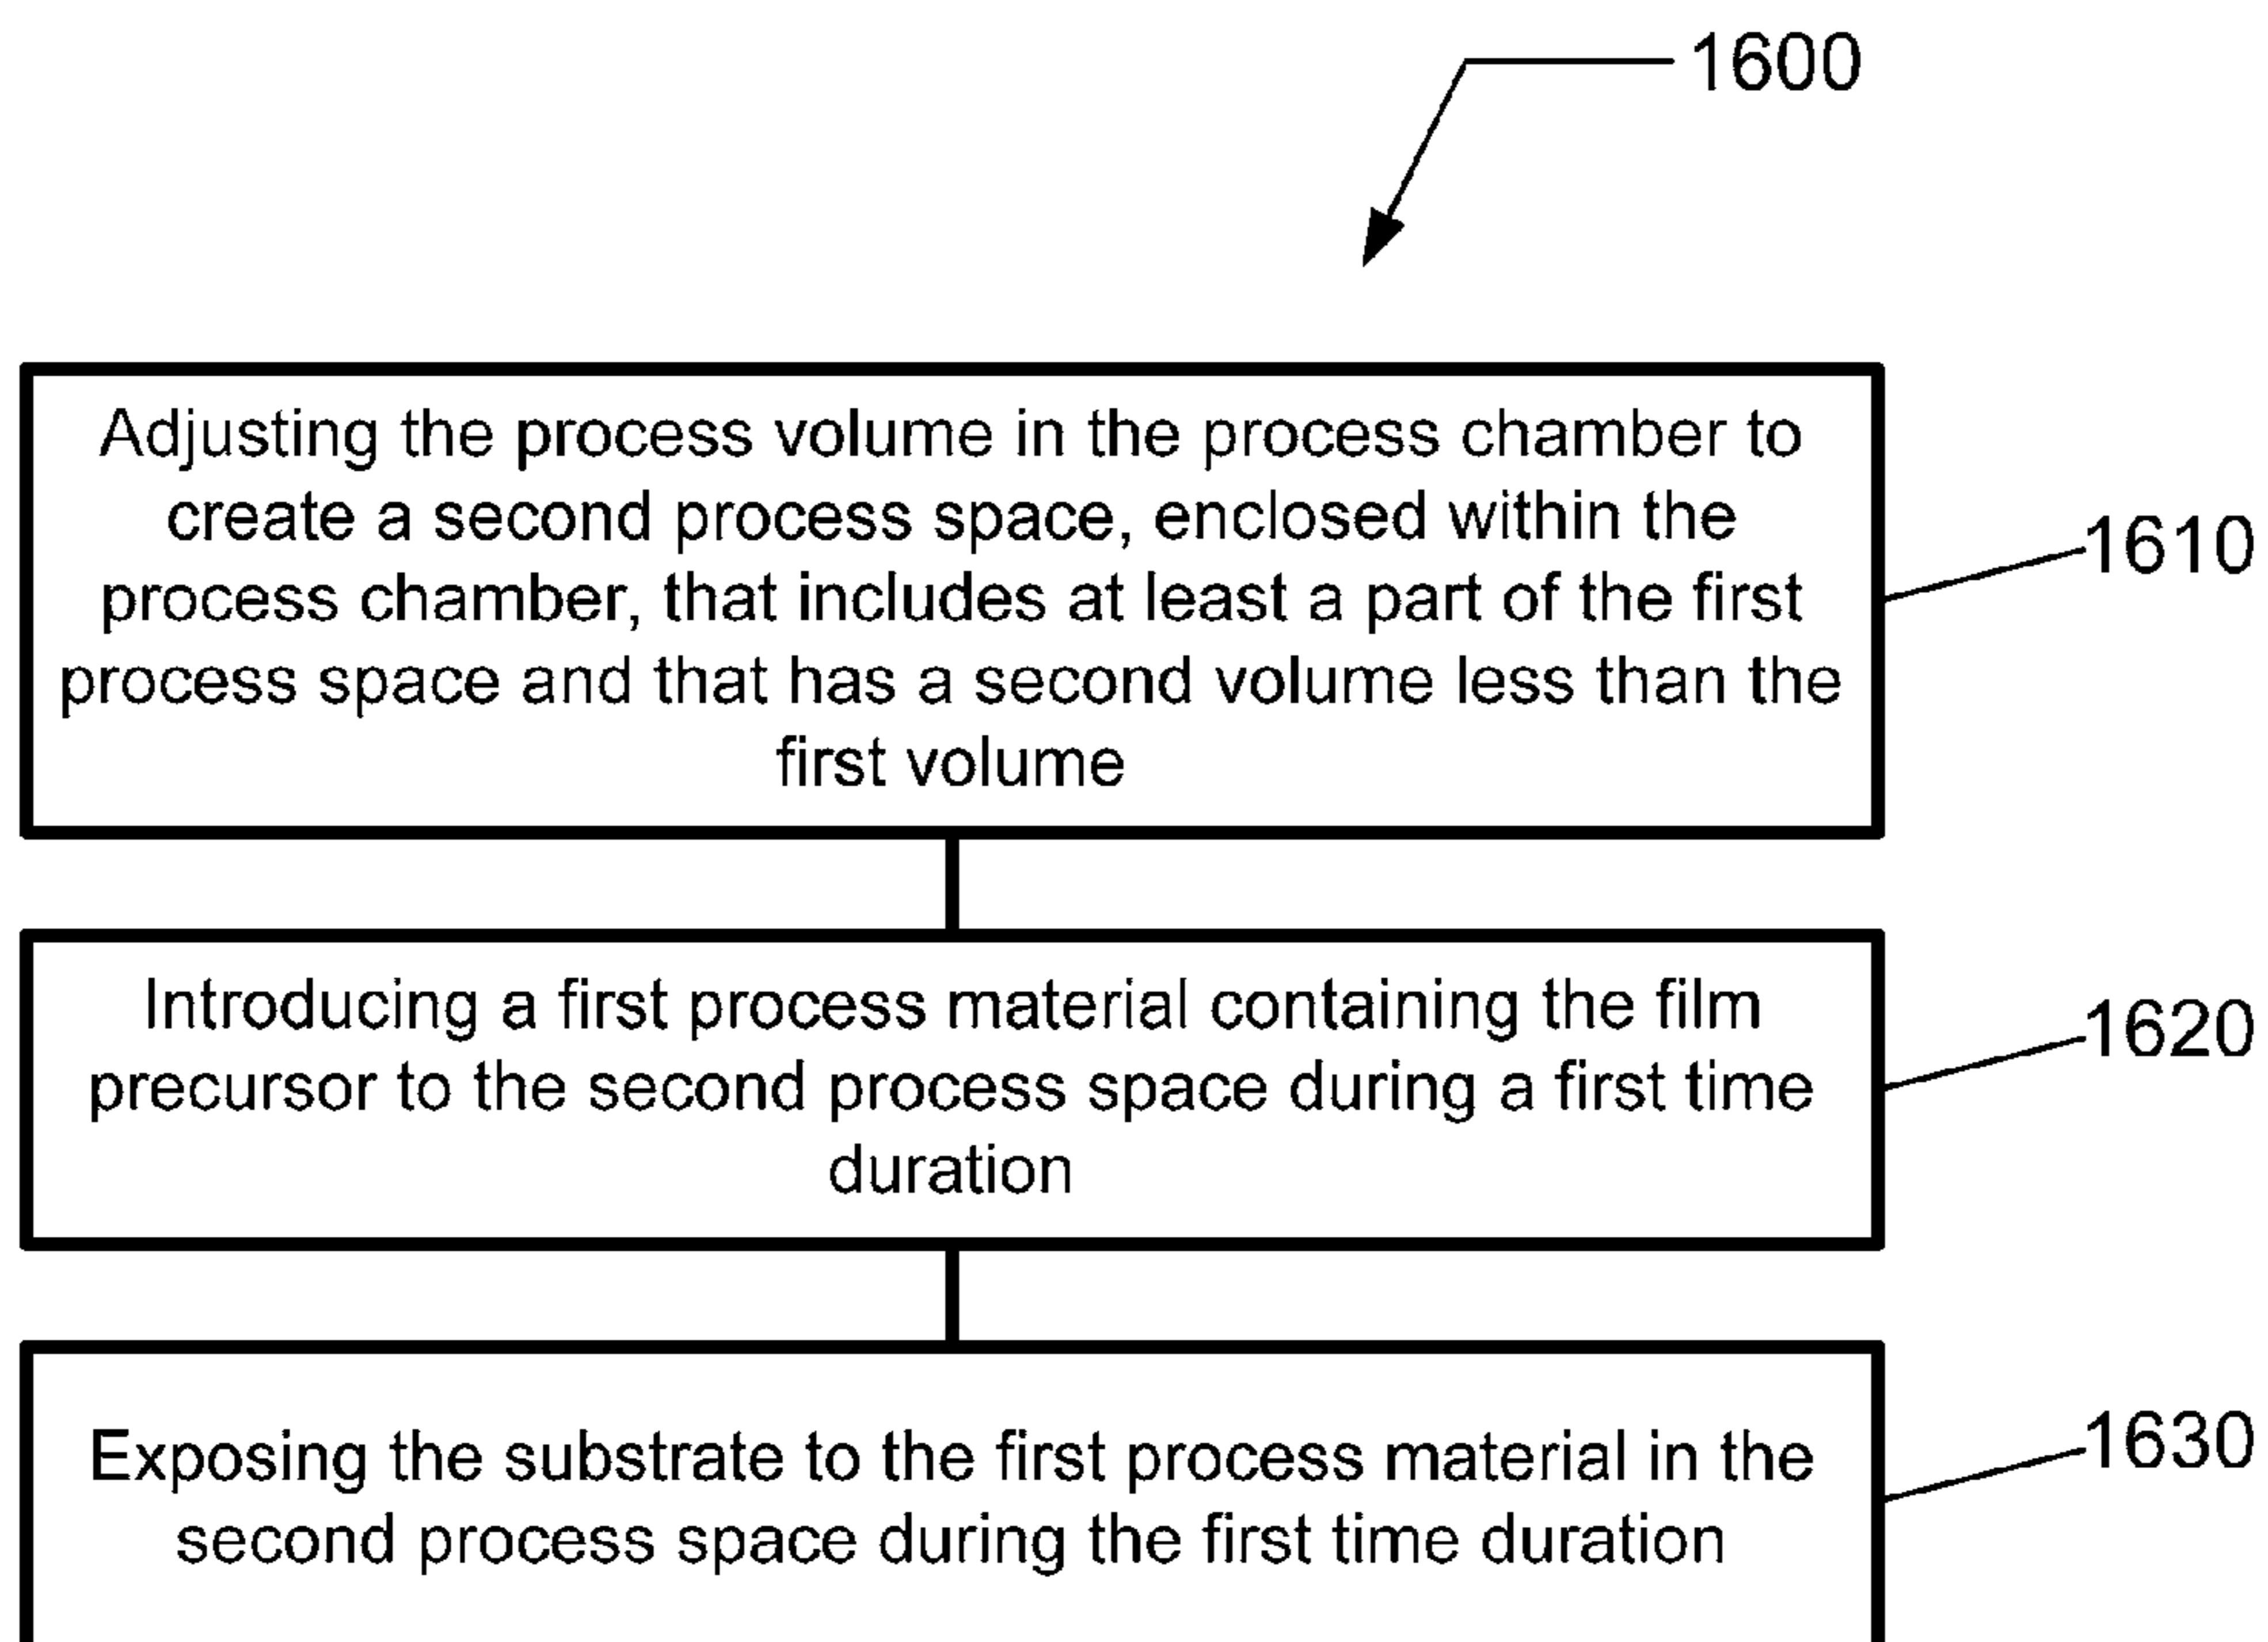 1600
Adjusting the process volume in the process chamber to
create a second process space, enclosed within the
process chamber, that includes at least a part of the first
process space and that has a second volume less than the
first volume
1610
Introducing a first process material containing the film
precursor to the second process space during a first time
duration
1620
Exposing the substrate to the first process material in the
second process space during the first time duration
1630